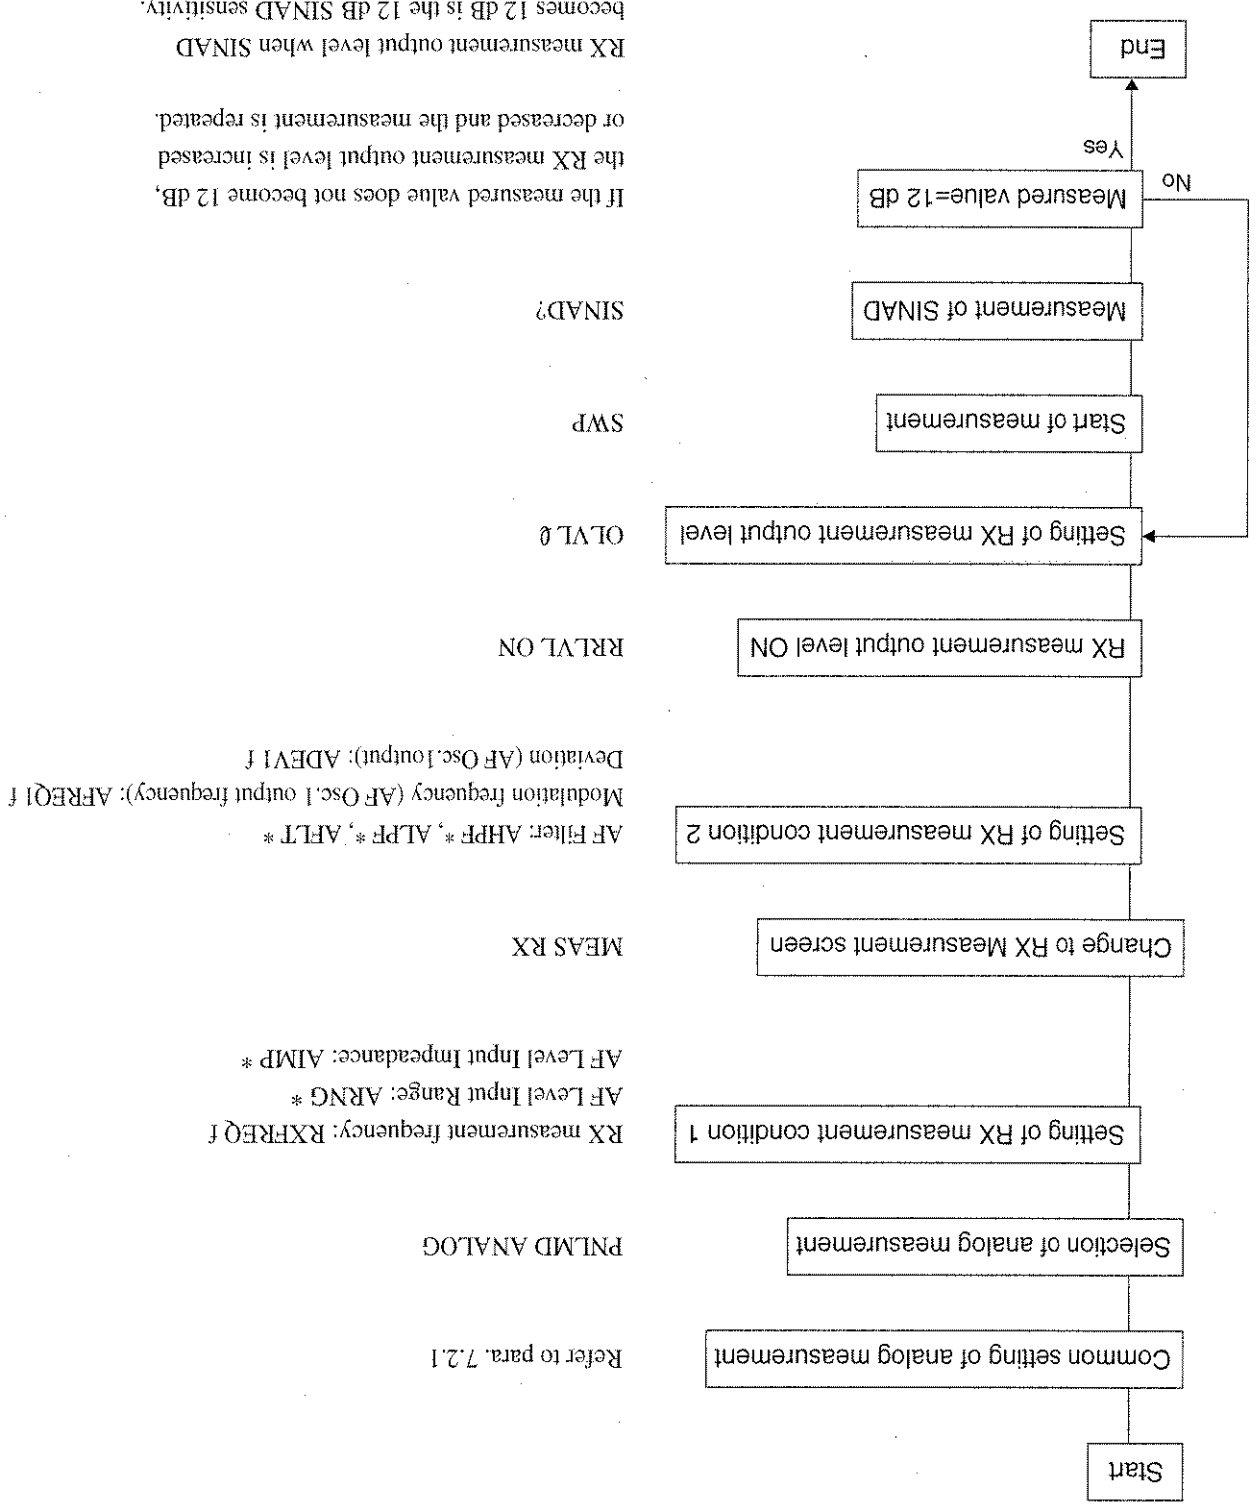 Start
Common setting of analog measurement
Refer to para. 7.2.1
Selection of analog measurement
PNLMD ANALOG
Setting of RX measurement condition 1
RX measurement frequency: RXFREQ f
AF Level Input Range: ARNG *
AF Level Input Impeadance: AIMP *
Change to RX Measurement screen
MEAS RX
Setting of RX measurement condition 2
AF Filter: AHPF *, ALPF *, AFLT *
Modulation frequency (AF Osc.1 output frequency): AFREQ1 f
Deviation (AF Osc.1output): ADEV1 f
RX measurement output level ON
RRLVL ON
Setting of RX measurement output level
OLVL ℓ
Start of measurement
SWP
Measurement of SINAD
SINAD?
Measured value=12 dB
No
Yes
If the measured value does not become 12 dB,
the RX measurement output level is increased
or decreased and the measurement is repeated.
End
RX measurement output level when SINAD
becomes 12 dB is the 12 dB SINAD sensitivity.